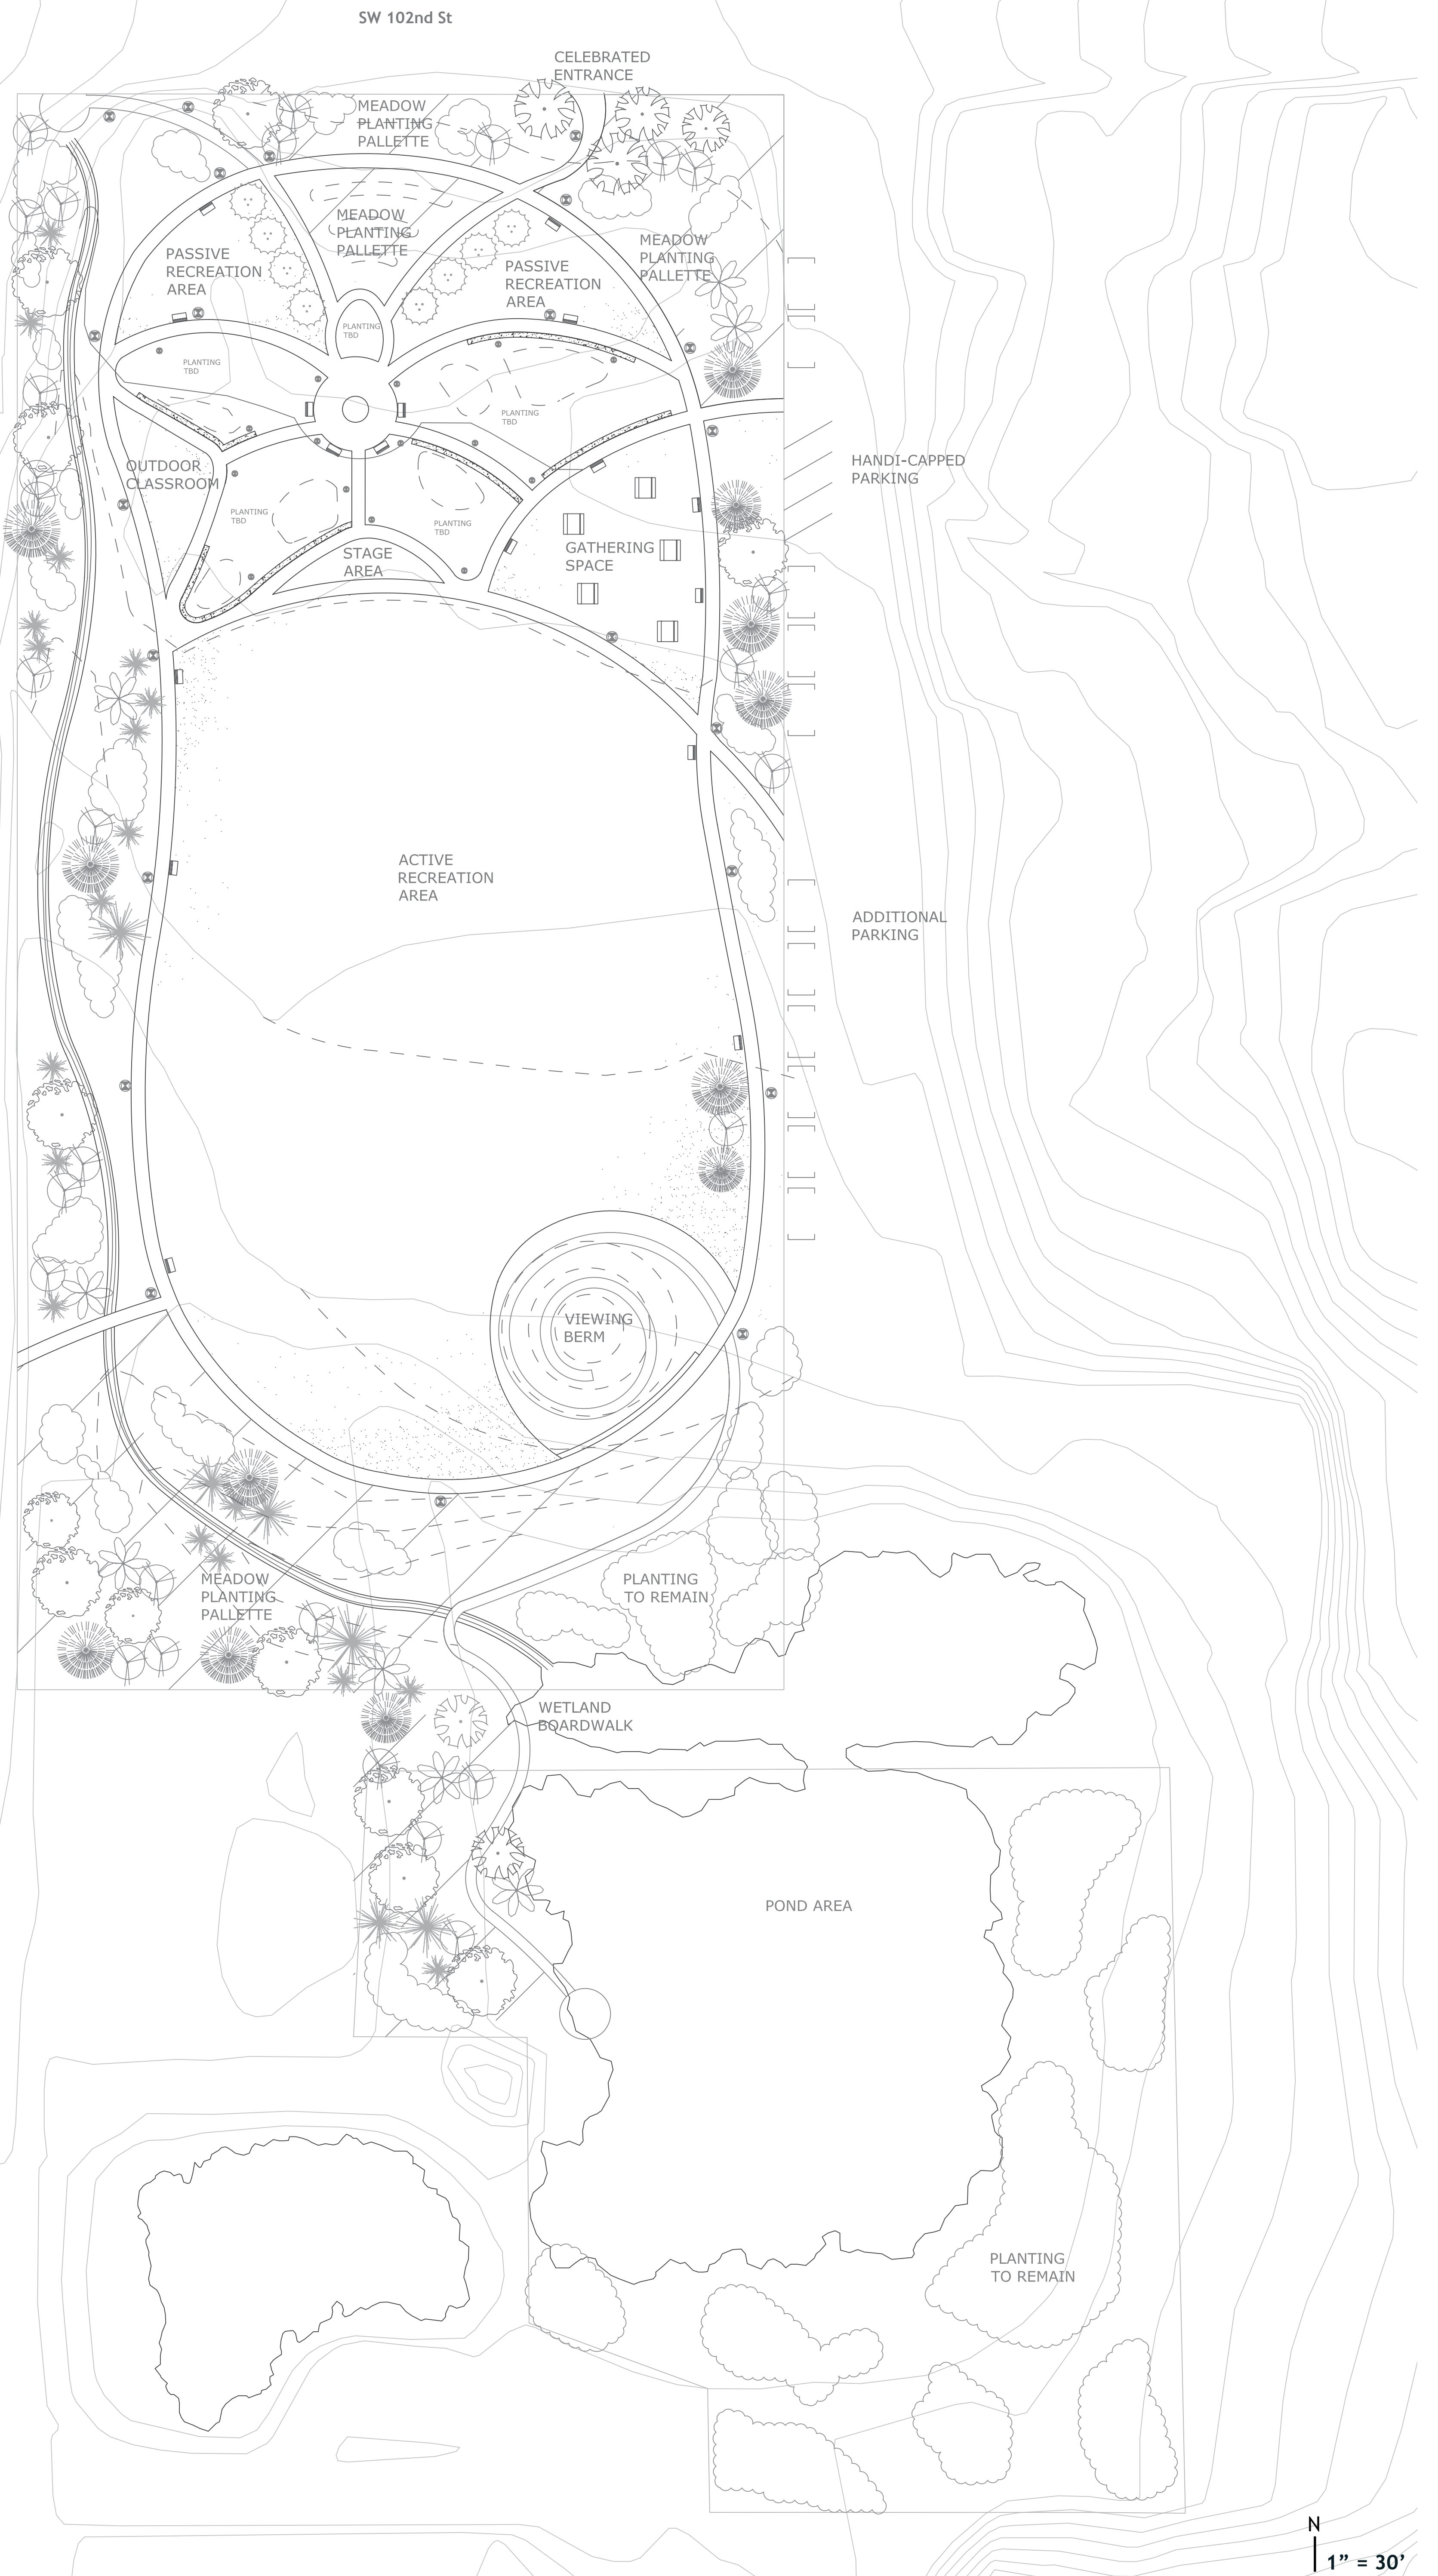 SW 102nd St
CELEBRATED
ENTRANCE
MEADOW
PLANTING
PALLETTE
MEADOW
PLANTING
PALLETTE
MEADOW
PLANTING
PALLETTE
PASSIVE
RECREATION
AREA
PASSIVE
RECREATION
AREA
PLANTING
TBD
PLANTING
TBD
PLANTING
TBD
OUTDOOR
CLASSROOM
HANDI-CAPPED
PARKING
PLANTING
TBD
PLANTING
TBD
STAGE
AREA
GATHERING
SPACE
ACTIVE
RECREATION
AREA
ADDITIONAL
PARKING
VIEWING
BERM
MEADOW
PLANTING
PALLETTE
PLANTING
TO REMAIN
WETLAND
BOARDWALK
POND AREA
PLANTING
TO REMAIN
N
1” = 30’